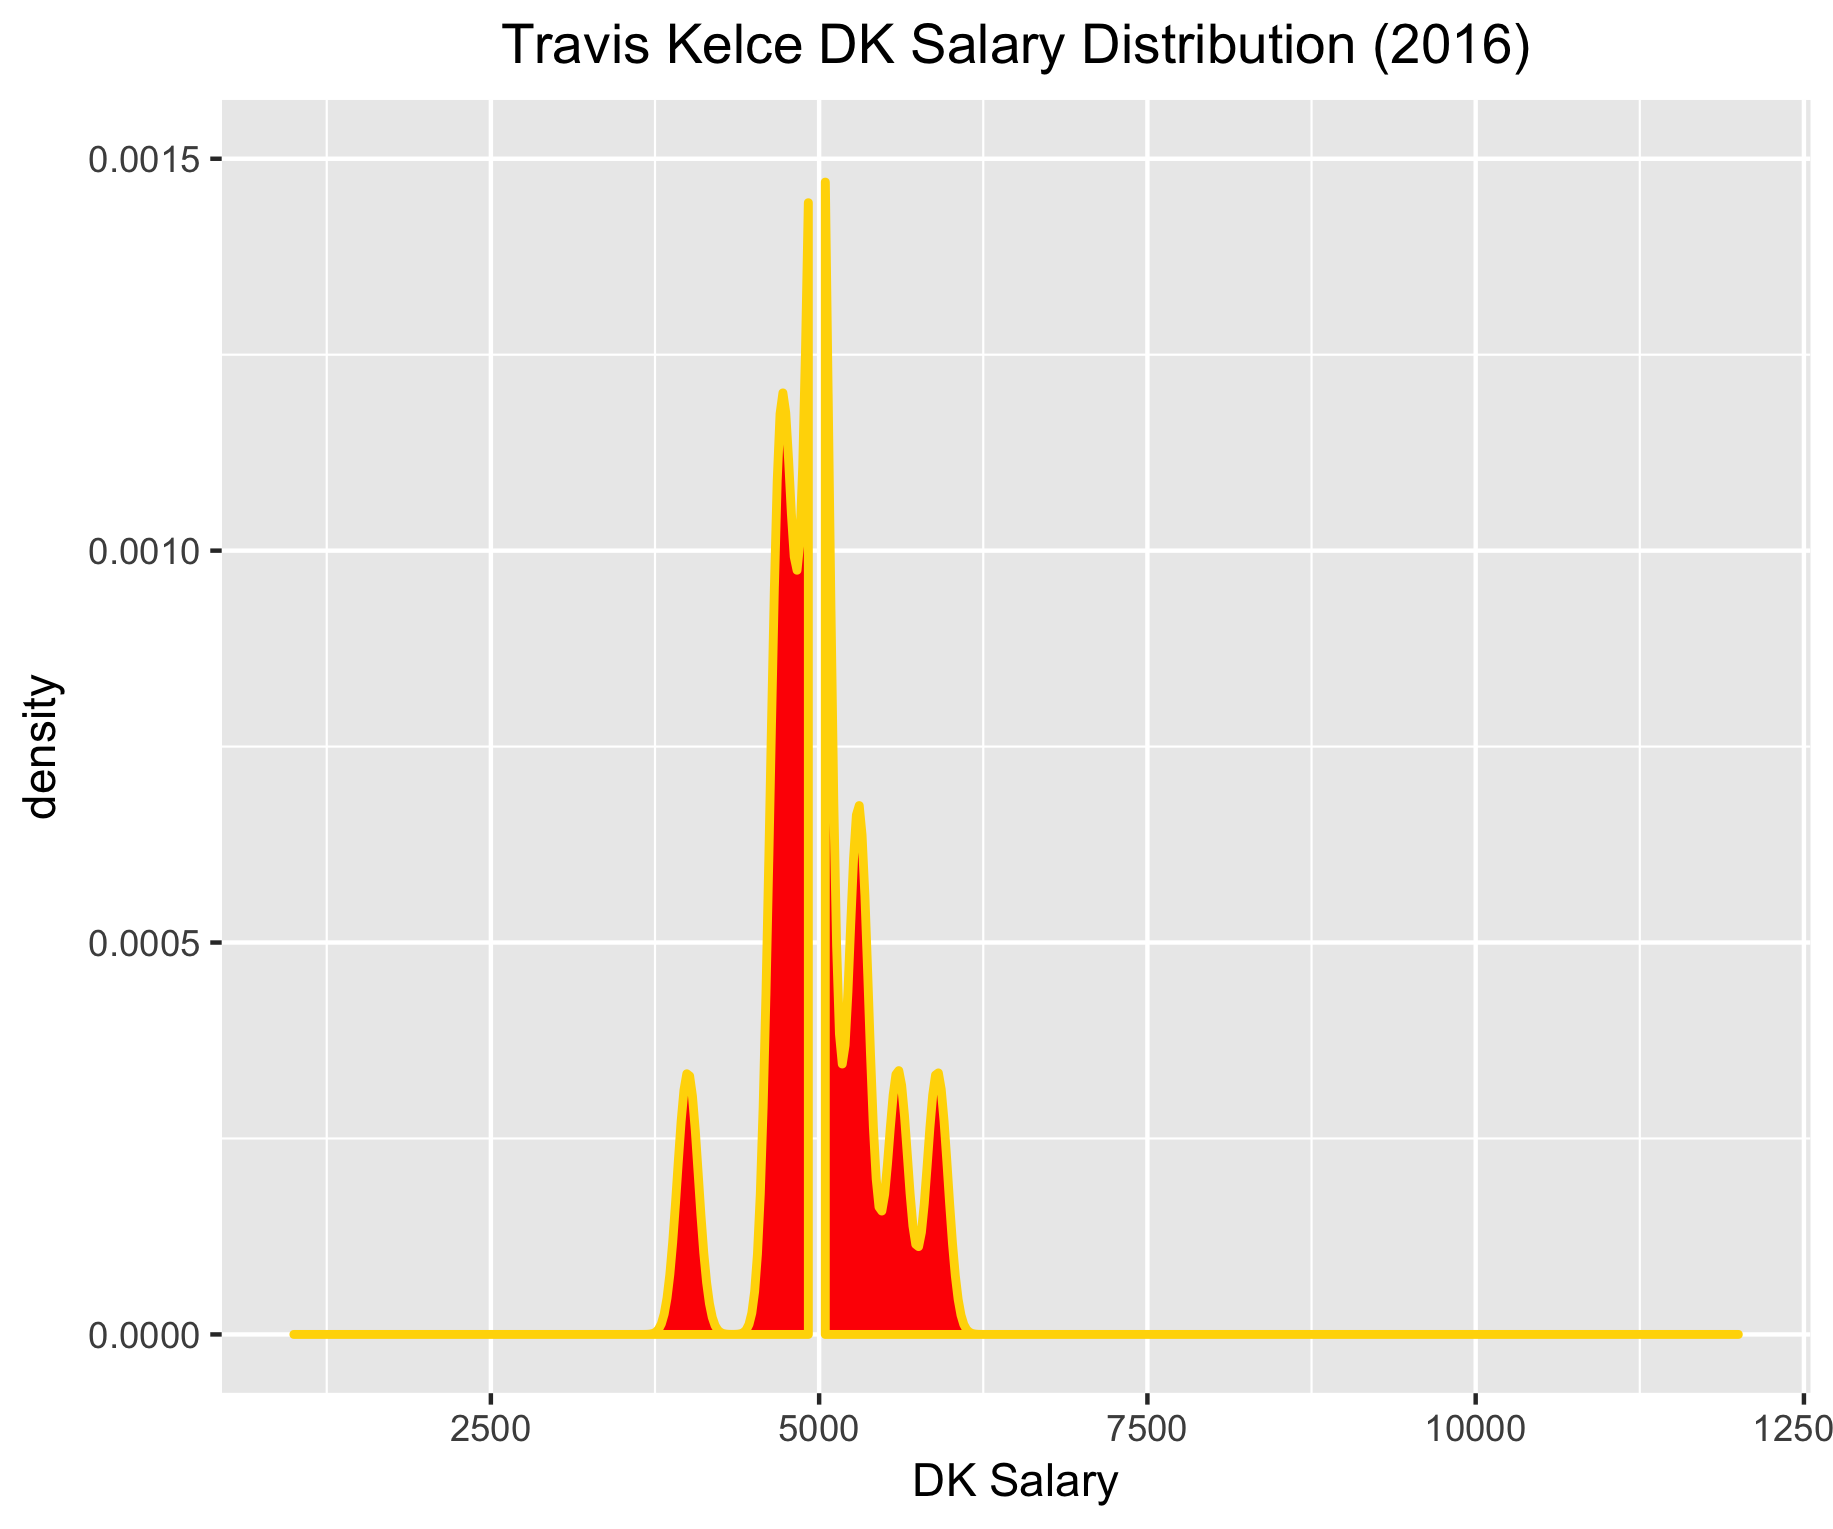 Travis Kelce DK Salary Distribution (2016)
0.0015
0.0010
0.0005
0.0000
density
2500 5000 7500 10000 1250
DK Salary